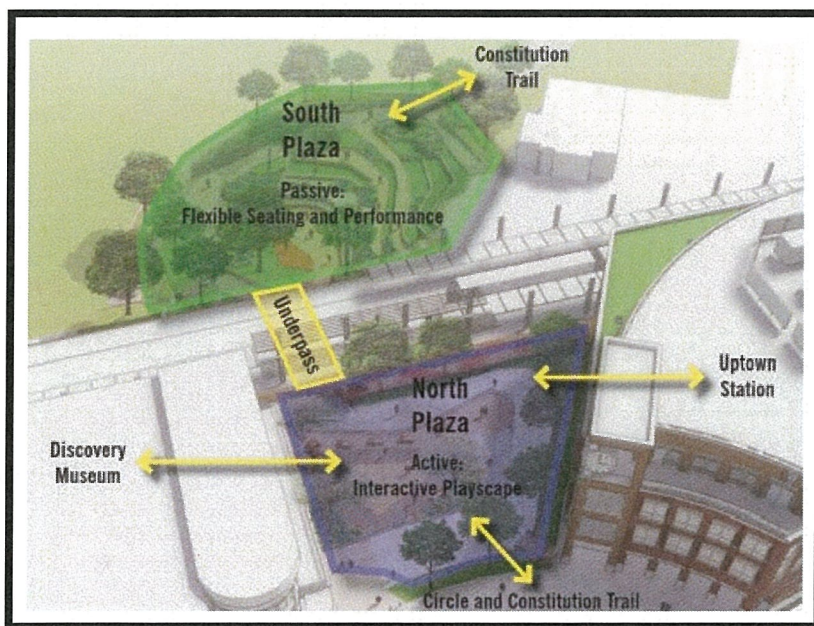 Constitution
Trail
South
Plaza
Passive:
Flexible Seating and Performance
Underpass
North
Plaza
Uptown
Station
Discovery
Museum
Active:
Interactive Playscape
Circle and Constitution Trail